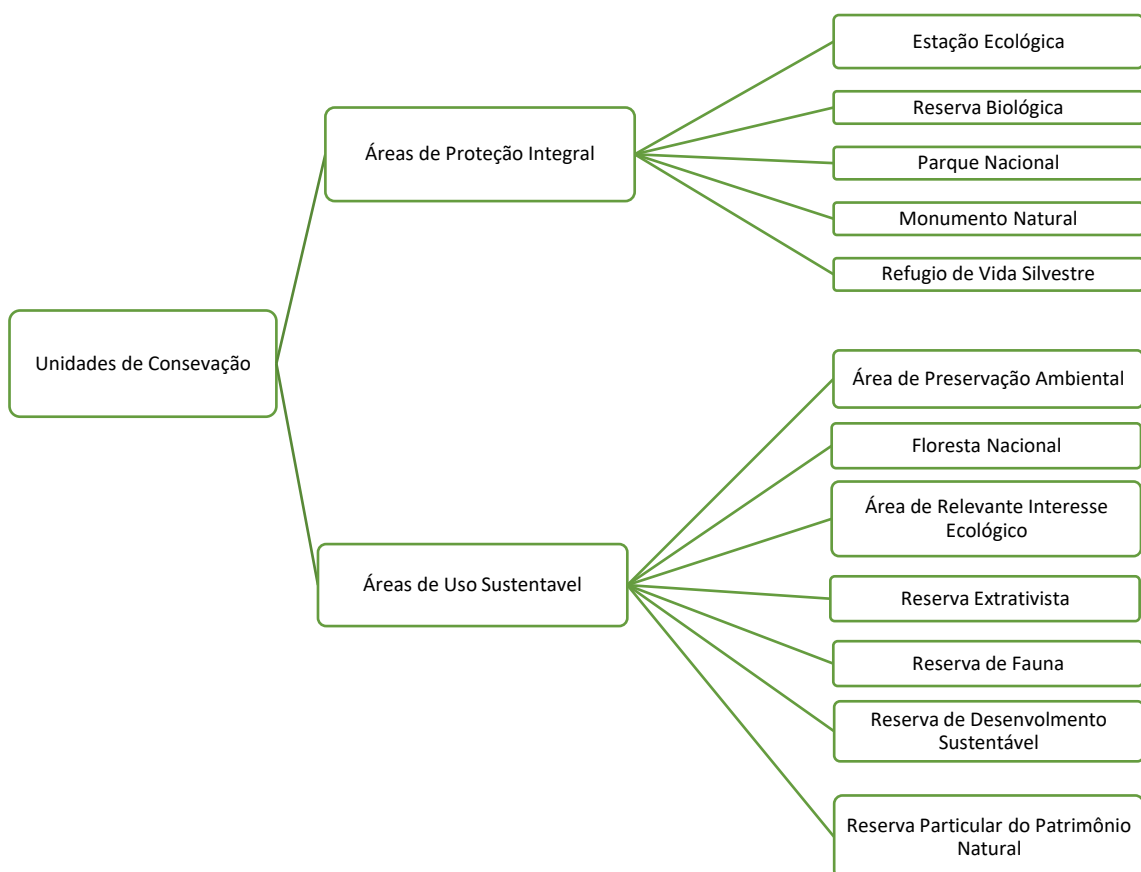 Estação Ecológica
Reserva Biológica
Áreas de Proteção Integral
Parque Nacional
Monumento Natural
Refugio de Vida Silvestre
Unidades de Consevação
Área de Preservação Ambiental
Floresta Nacional
Área de Relevante Interesse
Ecológico
Áreas de Uso Sustentavel
Reserva Extrativista
Reserva de Fauna
Reserva de Desenvolmento
Sustentável
Reserva Particular do Patrimônio
Natural